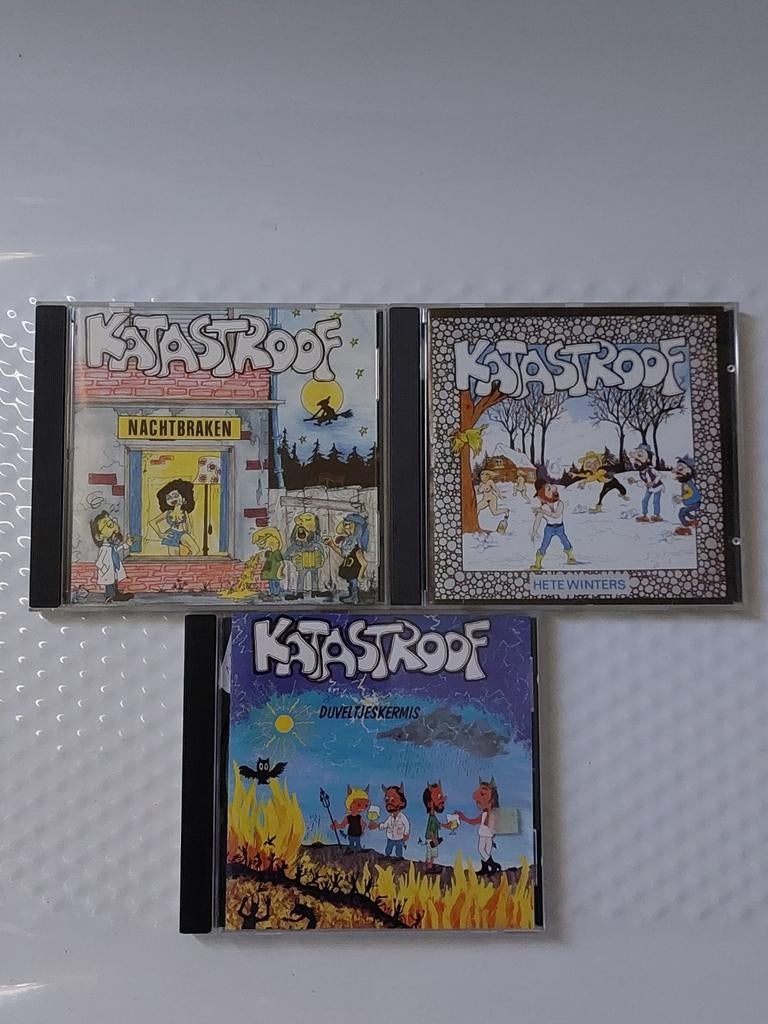 KATASTROOF
NACHTBRAKEN
KATASTROOF
HETE WINTERS
KATASTROOF
DUVELTJESKERMIS